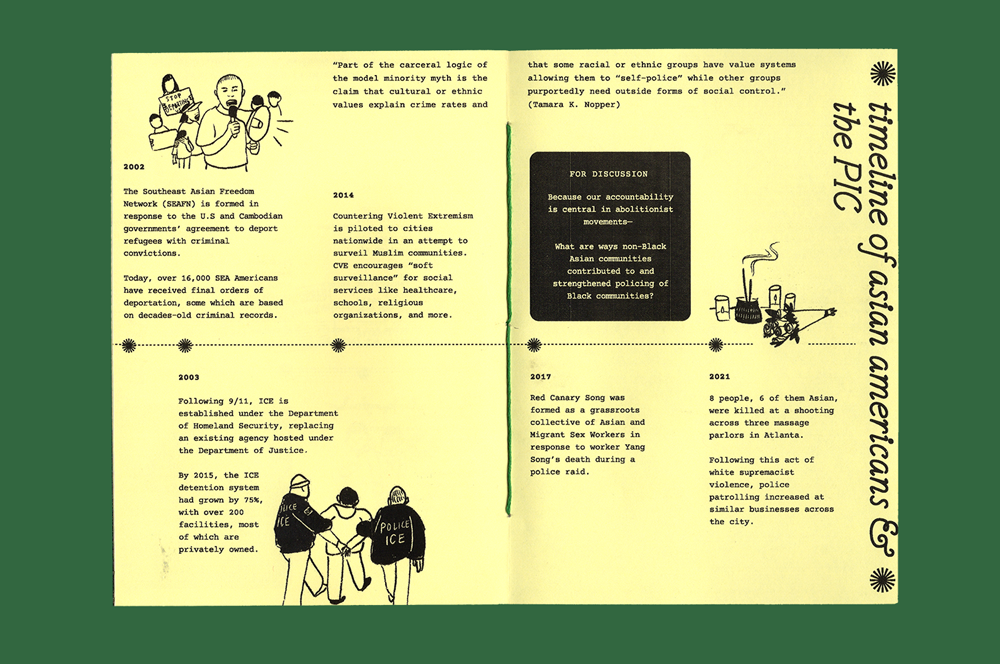 timeline of asian americans &
the PIC
"Part of the carceral logic of
the model minority myth is the
claim that cultural or ethnic
values explain crime rates and
that some racial or ethnic groups have value systems
allowing them to "self-police" while other groups
purportedly need outside forms of social control."
(Tamara K. Nopper)
STOP
2002
The Southeast Asian Freedom
Network (SEAFN) is formed in
response to the U.S and Cambodian
governments' agreement to deport
refugees with criminal
convictions.
Today, over 16,000 SEA Americans
have received final orders of
deportation, some which are based
on decades-old criminal records.
2003
Following 9/11, ICE is
established under the Department
of Homeland Security, replacing
an existing agency hosted under
the Department of Justice.
By 2015, the ICE
detention system
had grown by 75%,
with over 200
facilities, most
of which are
privately owned.
ICE
POLICE
ICE
2014
Countering Violent Extremism
is piloted to cities
nationwide in an attempt to
surveil Muslim communities.
CVE encourages "soft
surveillance" for social
services like healthcare,
schools, religious
organizations, and more.
FOR DISCUSSION
Because our accountability
is central in abolitionist
movements—
What are ways non-Black
Asian communities
contributed to and
strengthened policing of
Black communities?
2017
Red Canary Song was
formed as a grassroots
collective of Asian and
Migrant Sex Workers in
response to worker Yang
Song's death during a
police raid.
2021
8 people, 6 of them Asian,
were killed at a shooting
across three massage
parlors in Atlanta.
Following this act of
white supremacist
violence, police
patrolling increased at
similar businesses across
the city.